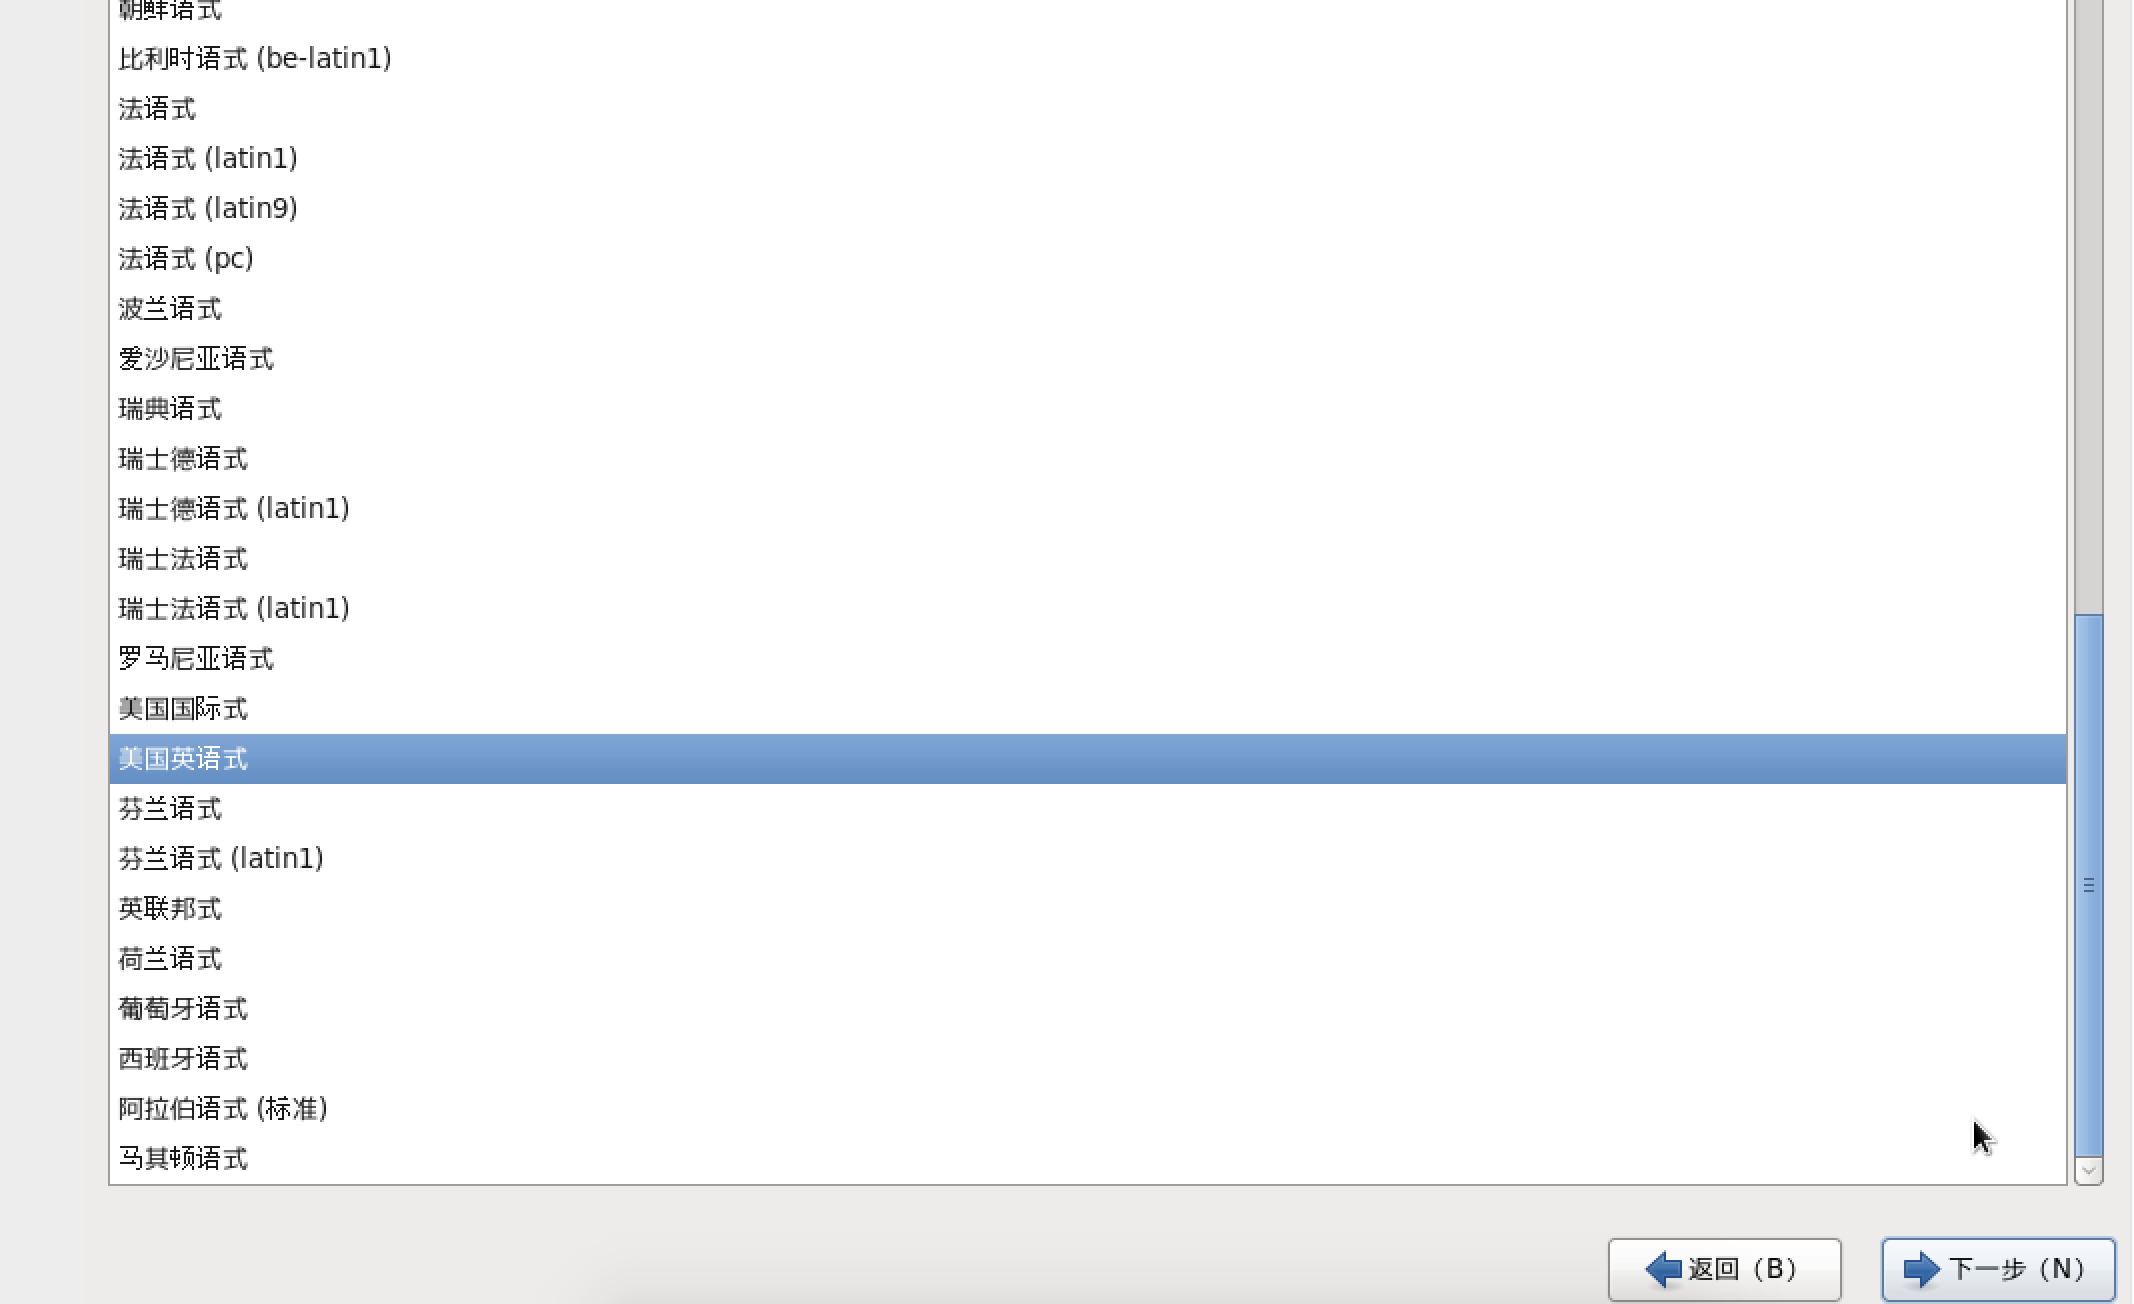 朝鲜语式
比利时语式 (be-latin1)
法语式
法语式 (latin1)
法语式 (latin9)
法语式 (pc)
波兰语式
爱沙尼亚语式
瑞典语式
瑞士德语式
瑞士德语式 (latin1)
瑞士法语式
瑞士法语式 (latin1)
罗马尼亚语式
美国国际式
美国英语式
芬兰语式
芬兰语式 (latin1)
英联邦式
荷兰语式
葡萄牙语式
西班牙语式
阿拉伯语式 (标准)
马其顿语式
返回（B）
下一步（N）